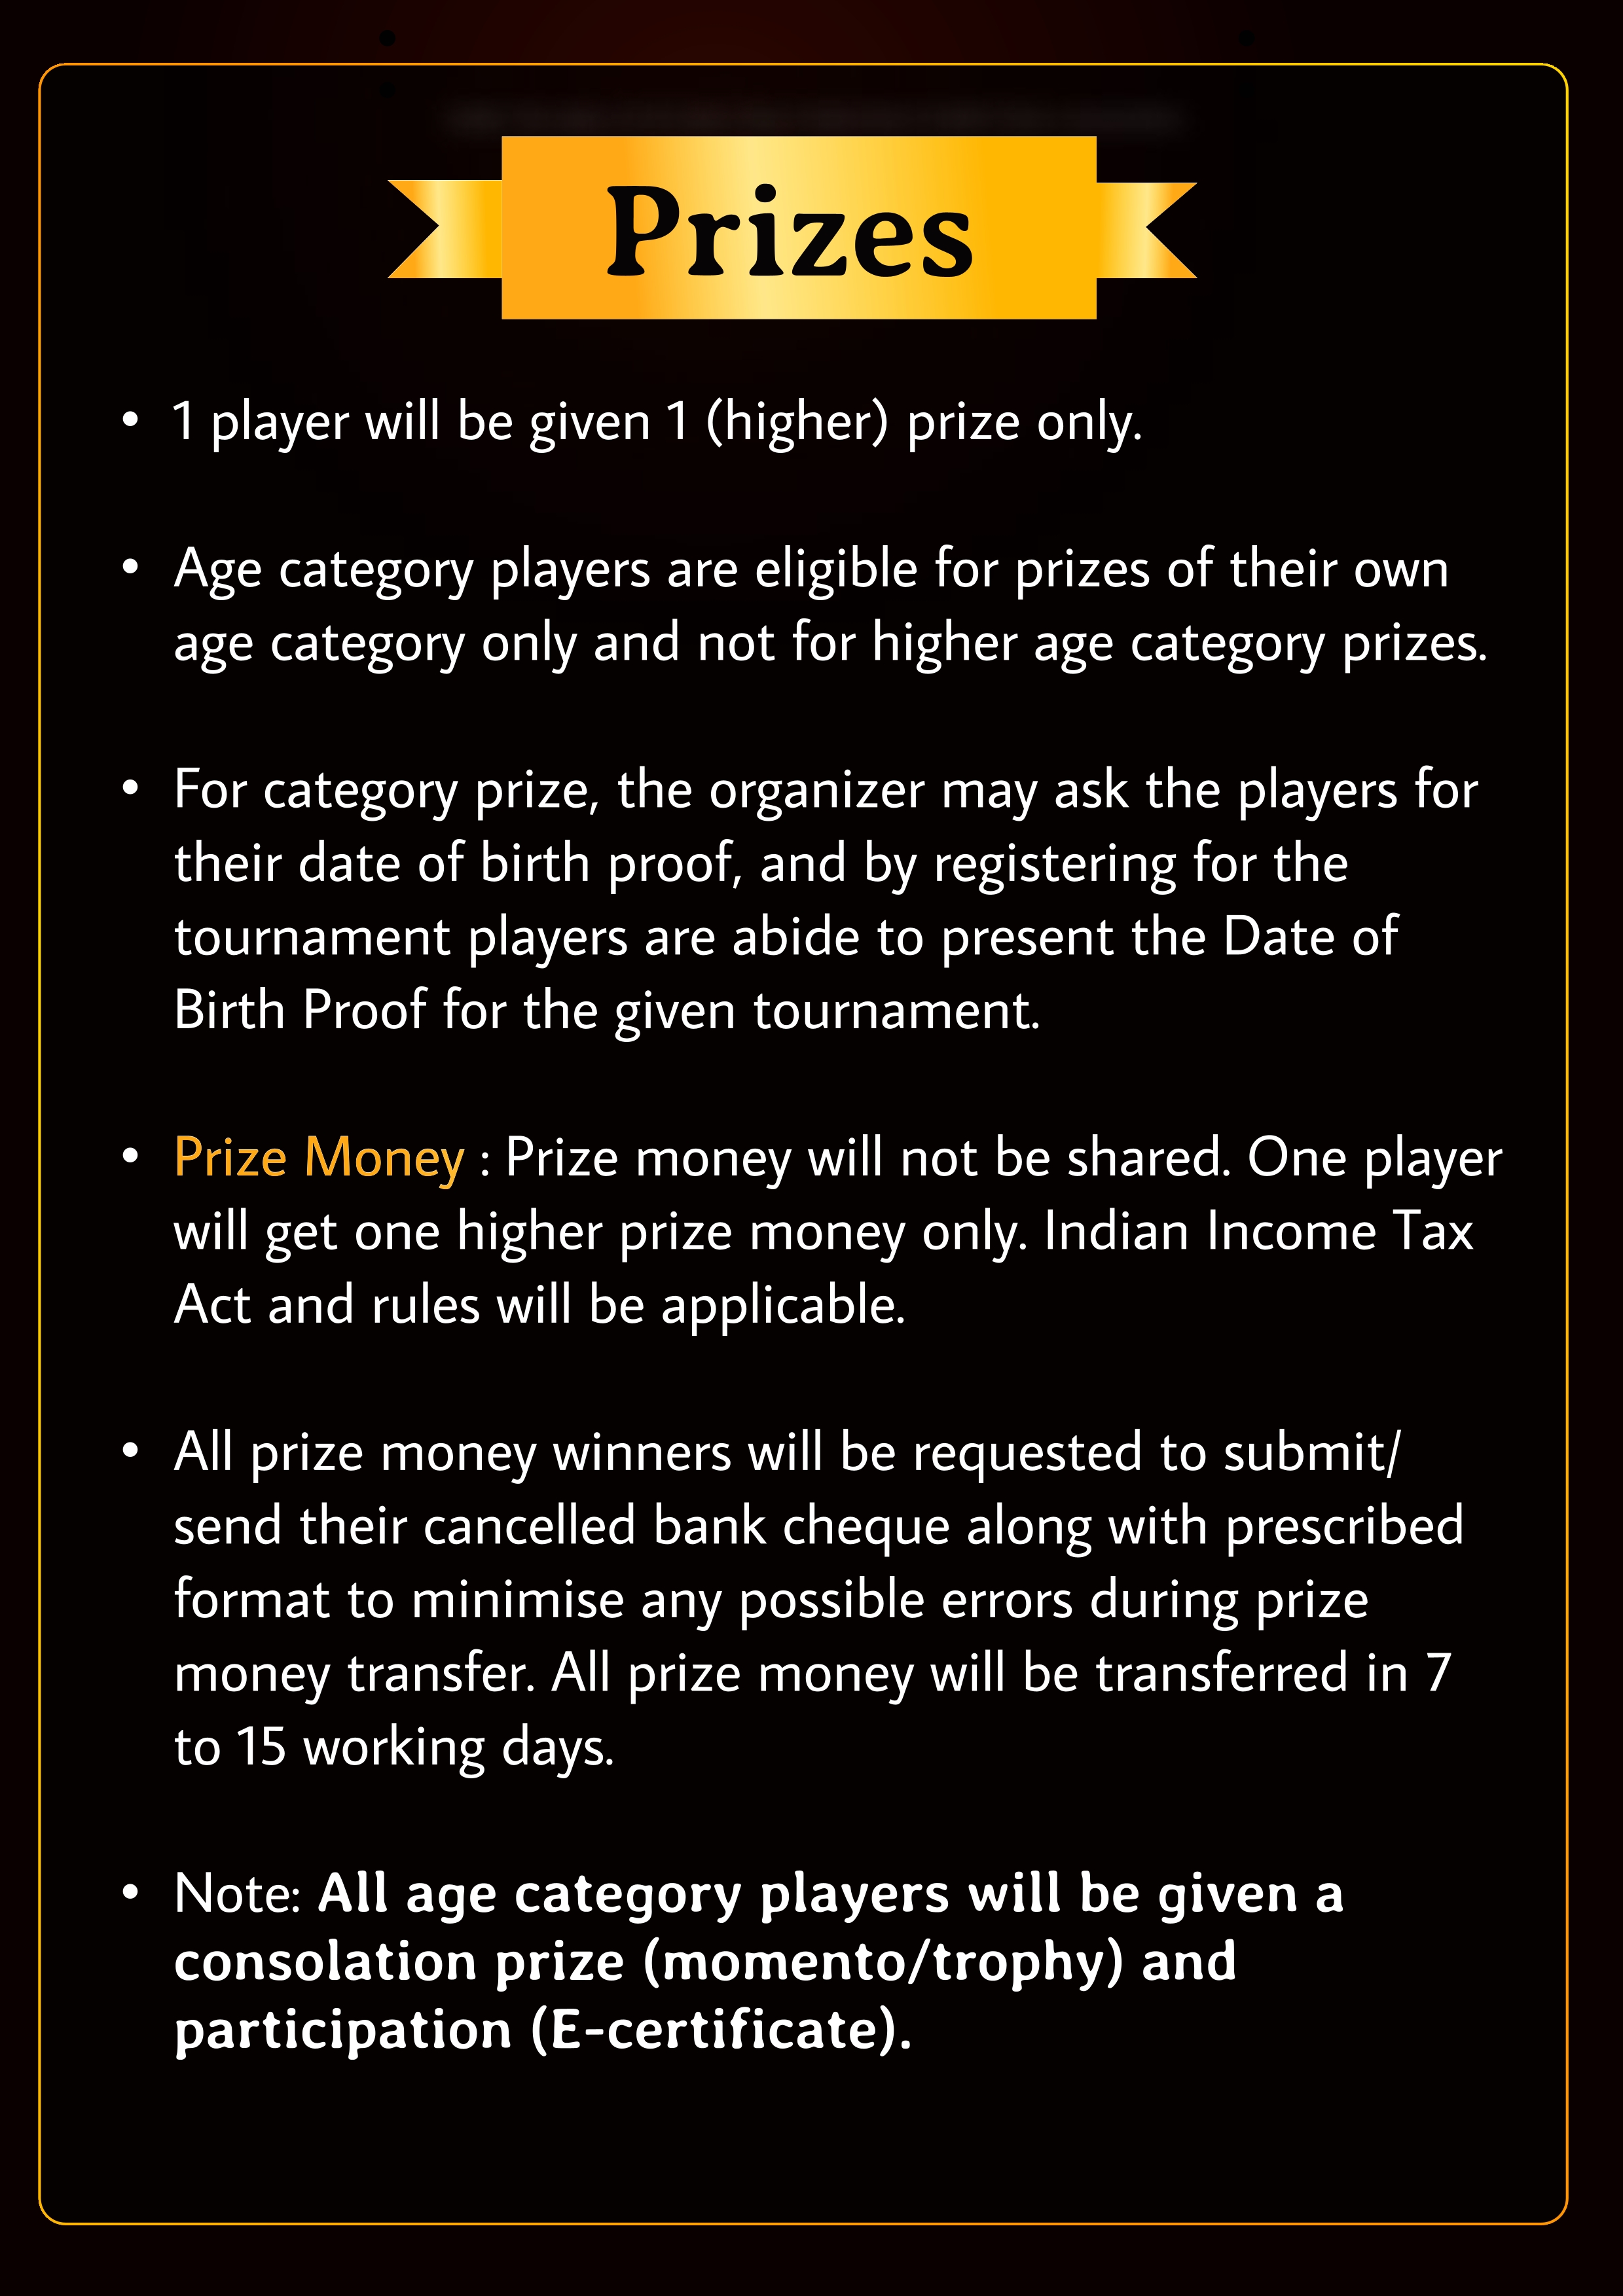 Prizes
• 1 player will be given 1 (higher) prize only.
• Age category players are eligible for prizes of their own
age category only and not for higher age category prizes.
• For category prize, the organizer may ask the players for
their date of birth proof, and by registering for the
tournament players are abide to present the Date of
Birth Proof for the given tournament.
• Prize Money : Prize money will not be shared. One player
will get one higher prize money only. Indian Income Tax
Act and rules will be applicable.
• All prize money winners will be requested to submit/
send their cancelled bank cheque along with prescribed
format to minimise any possible errors during prize
money transfer. All prize money will be transferred in 7
to 15 working days.
• Note: All age category players will be given a
consolation prize (momento/trophy) and
participation (E-certificate).